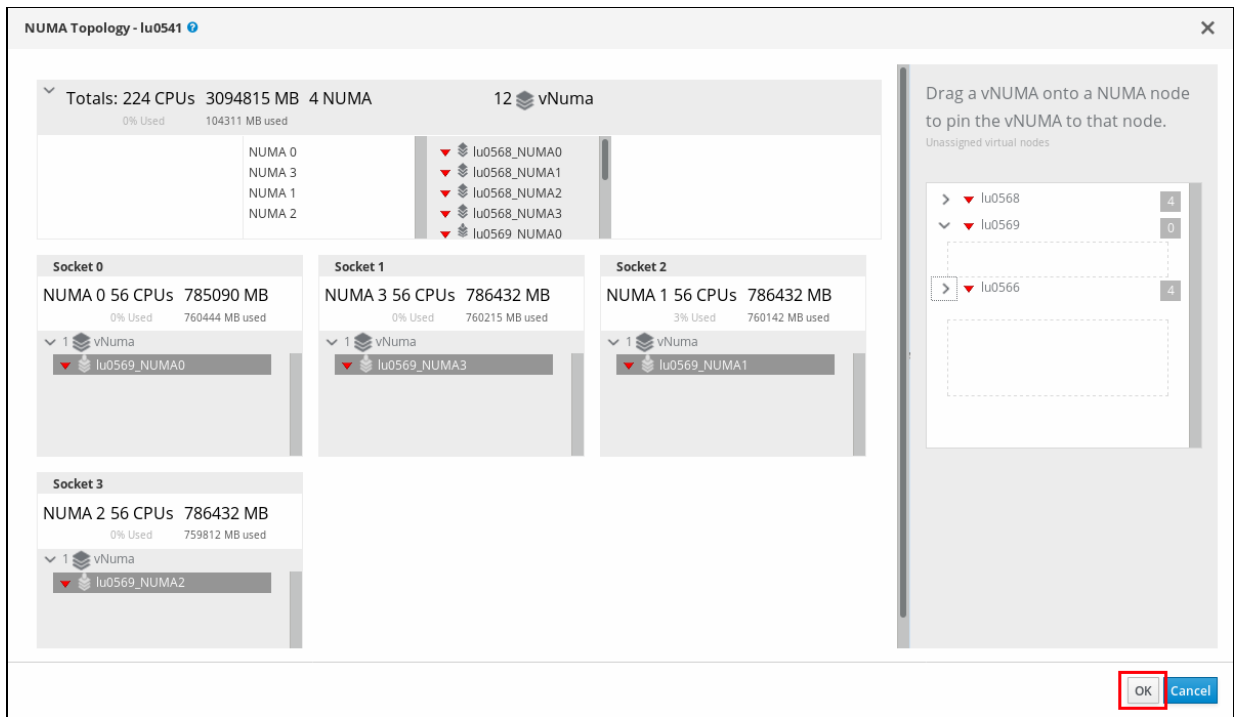 NUMA Topology - lu0541
Totals: 224 CPUs 3094815 MB 4 NUMA 12 vNuma
0% Used 104311 MB used
NUMA 0
NUMA 3
NUMA 1
NUMA 2
lu0568_NUMA0
lu0568_NUMA1
lu0568_NUMA2
lu0568_NUMA3
lu0569_NUMA0
Socket 0
NUMA 0 56 CPUs 785090 MB
0% Used 760444 MB used
1 vNuma
lu0569_NUMA0
Socket 1
NUMA 3 56 CPUs 786432 MB
0% Used 760215 MB used
1 vNuma
lu0569_NUMA3
Socket 2
NUMA 1 56 CPUs 786432 MB
3% Used 760142 MB used
1 vNuma
lu0569_NUMA1
Socket 3
NUMA 2 56 CPUs 786432 MB
0% Used 759812 MB used
1 vNuma
lu0569_NUMA2
Drag a vNUMA onto a NUMA node
to pin the vNUMA to that node.
Unassigned virtual nodes
lu0568 4
lu0569 0
lu0566 4
OK Cancel